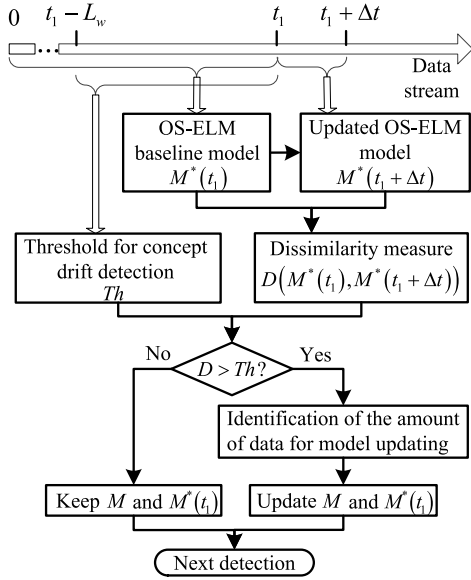 0
t₁ − L_w
t₁
t₁ + Δt
...
Data
stream
OS-ELM
baseline model
M*(t₁)
Updated OS-ELM
model
M*(t₁ + Δt)
Threshold for concept
drift detection
Th
Dissimilarity measure
D(M*(t₁), M*(t₁ + Δt))
No
D > Th?
Yes
Identification of the amount
of data for model updating
Keep M and M*(t₁)
Update M and M*(t₁)
Next detection